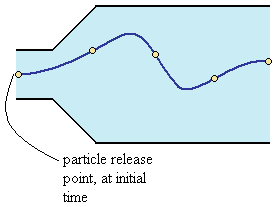 particle release
point, at initial
time